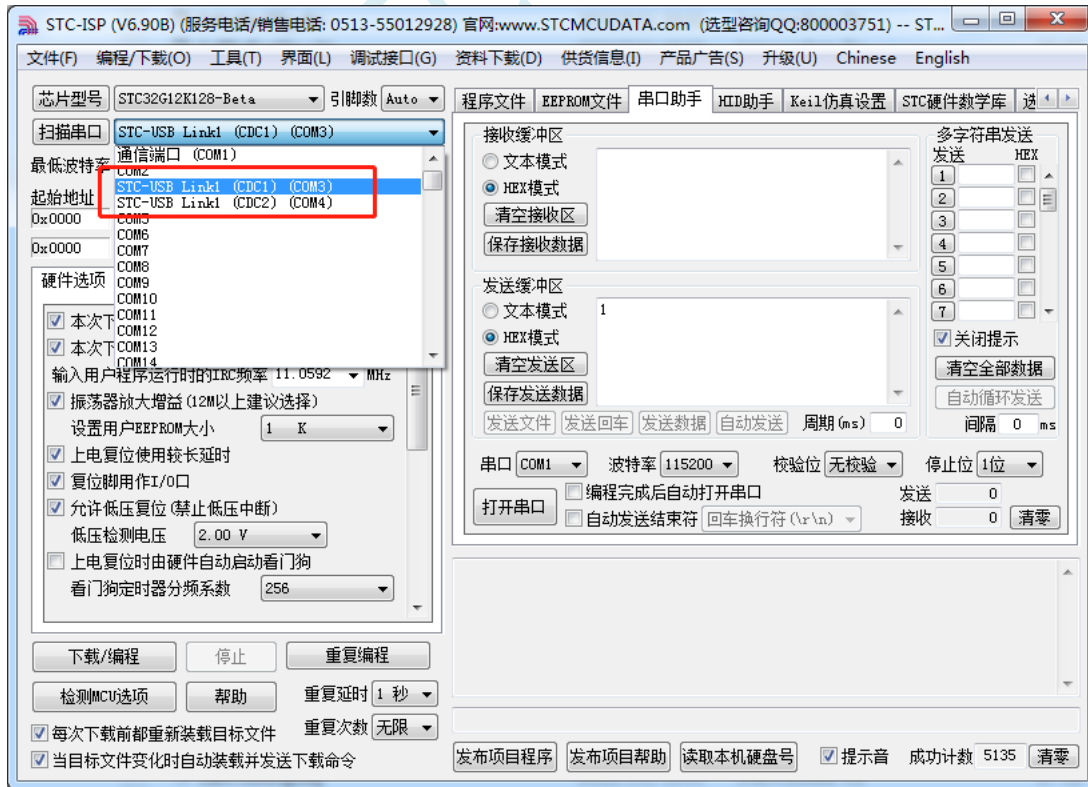 STC-ISP (V6.90B) (服务电话/销售电话: 0513-55012928) 官网:www.STCMCUDATA.com (选型咨询QQ:800003751) -- ST...
文件(F) 编程/下载(O) 工具(T) 界面(L) 调试接口(G) 资料下载(D) 供货信息(I) 产品广告(S) 升级(U) Chinese English
芯片型号 STC32G12K128-Beta 引脚数 Auto
扫描串口 STC-USB Link1 (CDC1) (COM3)
最低波特率
起始地址
0x0000
0x0000
通信端口 (COM1)
COM2
STC-USB Link1 (CDC1) (COM3)
STC-USB Link1 (CDC2) (COM4)
COM5
COM6
COM7
COM8
COM9
COM10
COM11
COM12
COM13
COM14
硬件选项
本次下
本次下
输入用户程序运行时的IRC频率 11.0592 MHz
振荡器放大增益(12M以上建议选择)
设置用户EEPROM大小 1 K
上电复位使用较长延时
复位脚用作I/O口
允许低压复位(禁止低压中断)
低压检测电压 2.00 V
上电复位时由硬件自动启动看门狗
看门狗定时器分频系数 256
下载/编程 停止 重复编程
检测MCU选项 帮助 重复延时 1 秒
每次下载前都重新装载目标文件 重复次数 无限
当目标文件变化时自动装载并发送下载命令
程序文件 EEPROM文件 串口助手 HID助手 Keil仿真设置 STC硬件数学库
接收缓冲区
文本模式
HEX模式
清空接收区
保存接收数据
发送缓冲区
文本模式 1
HEX模式
清空发送区
保存发送数据
发送文件 发送回车 发送数据 自动发送 周期(ms) 0
多字符串发送
发送 HEX
1
2
3
4
5
6
7
关闭提示
清空全部数据
自动循环发送
间隔 0 ms
串口 COM1 波特率 115200 校验位 无校验 停止位 1位
打开串口 编程完成后自动打开串口 发送 0
自动发送结束符 回车换行符(\r\n) 接收 0 清零
发布项目程序 发布项目帮助 读取本机硬盘号 提示音 成功计数 5135 清零